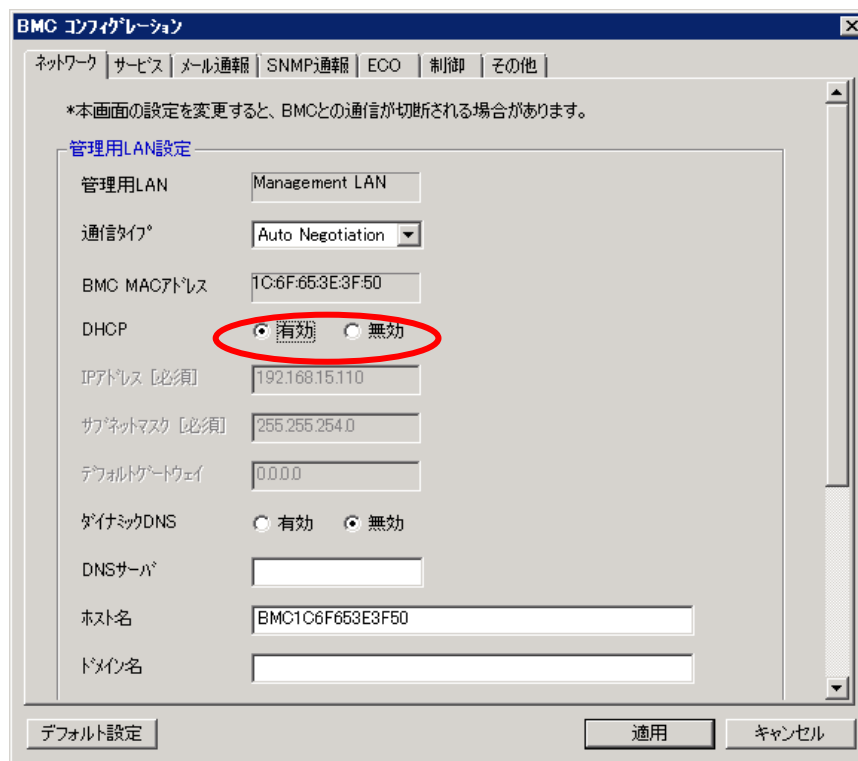 BMC コンフィグレーション
ネットワーク サービス メール通報 SNMP通報 ECO 制御 その他
*本画面の設定を変更すると、BMCとの通信が切断される場合があります。
管理用LAN設定
管理用LAN Management LAN
通信タイプ Auto Negotiation
BMC MACアドレス 1C:6F:65:3E:3F:50
DHCP 有効 無効
IPアドレス [必須] 192.168.15.110
サブネットマスク [必須] 255.255.254.0
デフォルトゲートウェイ 0.0.0.0
ダイナミックDNS 有効 無効
DNSサーバ
ホスト名 BMC1C6F653E3F50
ドメイン名
デフォルト設定 適用 キャンセル